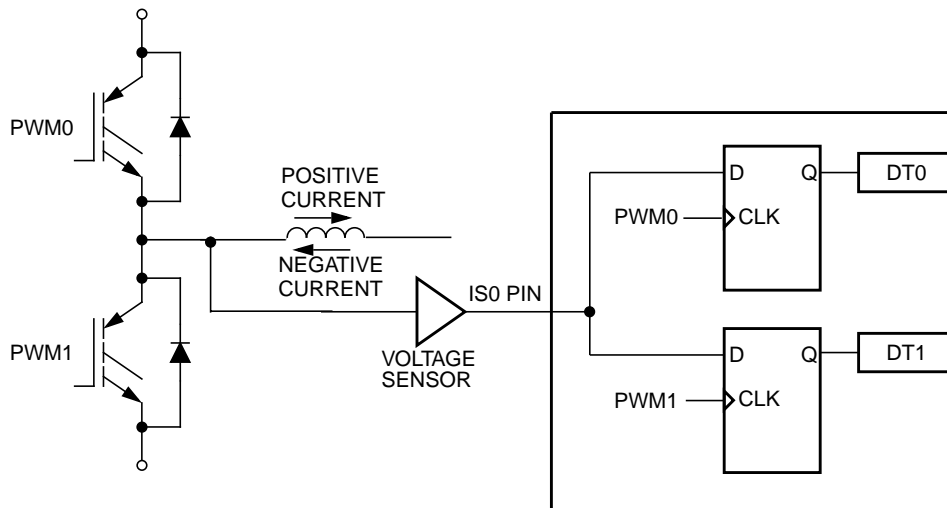 PWM0
POSITIVE
CURRENT
NEGATIVE
CURRENT
PWM1
VOLTAGE
SENSOR
IS0 PIN
D
Q
PWM0
CLK
DT0
D
Q
PWM1
CLK
DT1